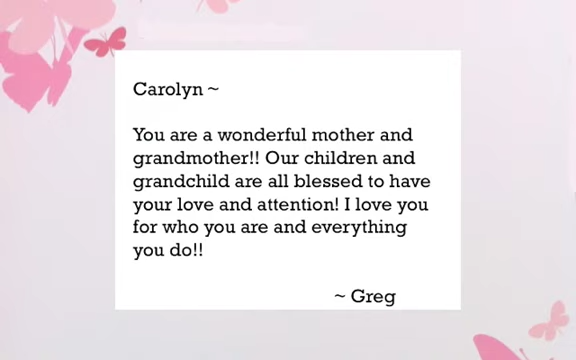 Carolyn ~
You are a wonderful mother and
grandmother!! Our children and
grandchild are all blessed to have
your love and attention! I love you
for who you are and everything
you do!!
~ Greg